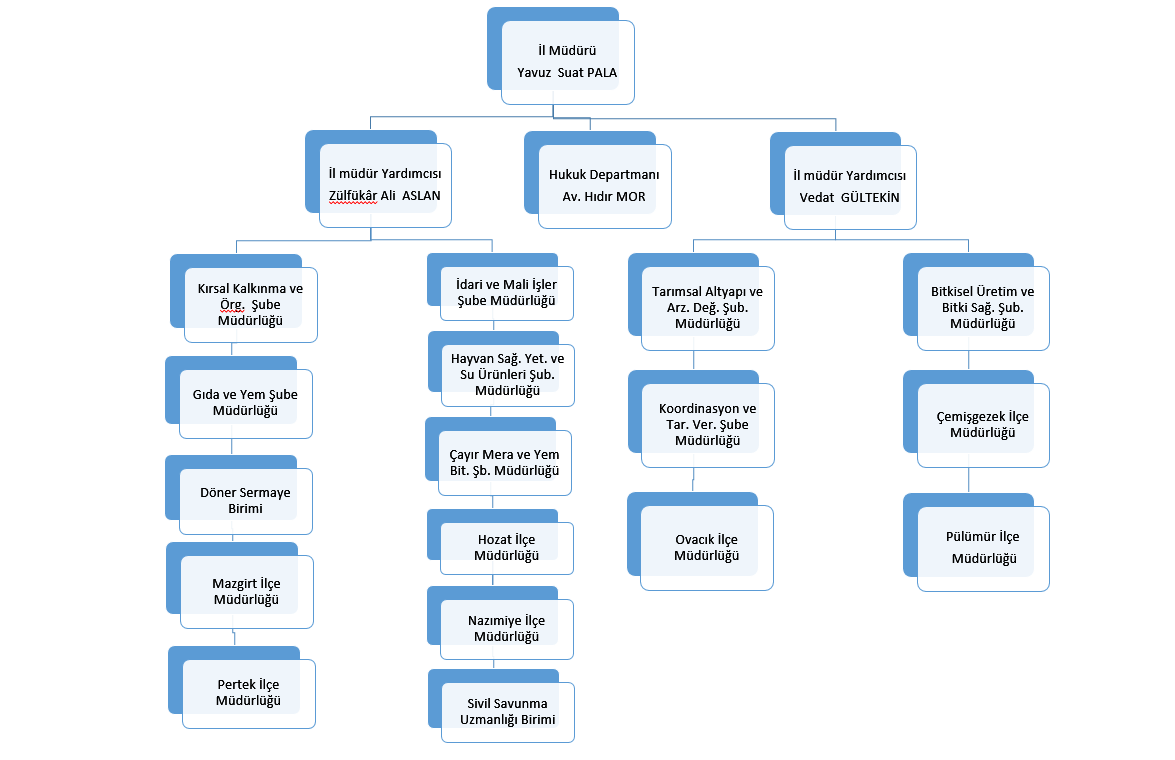 İl Müdürü
Yavuz Suat PALA
İl müdür Yardımcısı
Zülfükâr Ali ASLAN
Hukuk Departmanı
Av. Hıdır MOR
İl müdür Yardımcısı
Vedat GÜLTEKİN
Kırsal Kalkınma ve
Örg. Şube
Müdürlüğü
Gıda ve Yem Şube
Müdürlüğü
Döner Sermaye
Birimi
Mazgirt İlçe
Müdürlüğü
Pertek İlçe
Müdürlüğü
İdari ve Mali İşler
Şube Müdürlüğü
Hayvan Sağ. Yet. ve
Su Ürünleri Şub.
Müdürlüğü
Çayır Mera ve Yem
Bit. Şb. Müdürlüğü
Hozat İlçe
Müdürlüğü
Nazımiye İlçe
Müdürlüğü
Sivil Savunma
Uzmanlığı Birimi
Tarımsal Altyapı ve
Arz. Değ. Şub.
Müdürlüğü
Koordinasyon ve
Tar. Ver. Şube
Müdürlüğü
Ovacık İlçe
Müdürlüğü
Bitkisel Üretim ve
Bitki Sağ. Şub.
Müdürlüğü
Çemişgezek İlçe
Müdürlüğü
Pülümür İlçe
Müdürlüğü